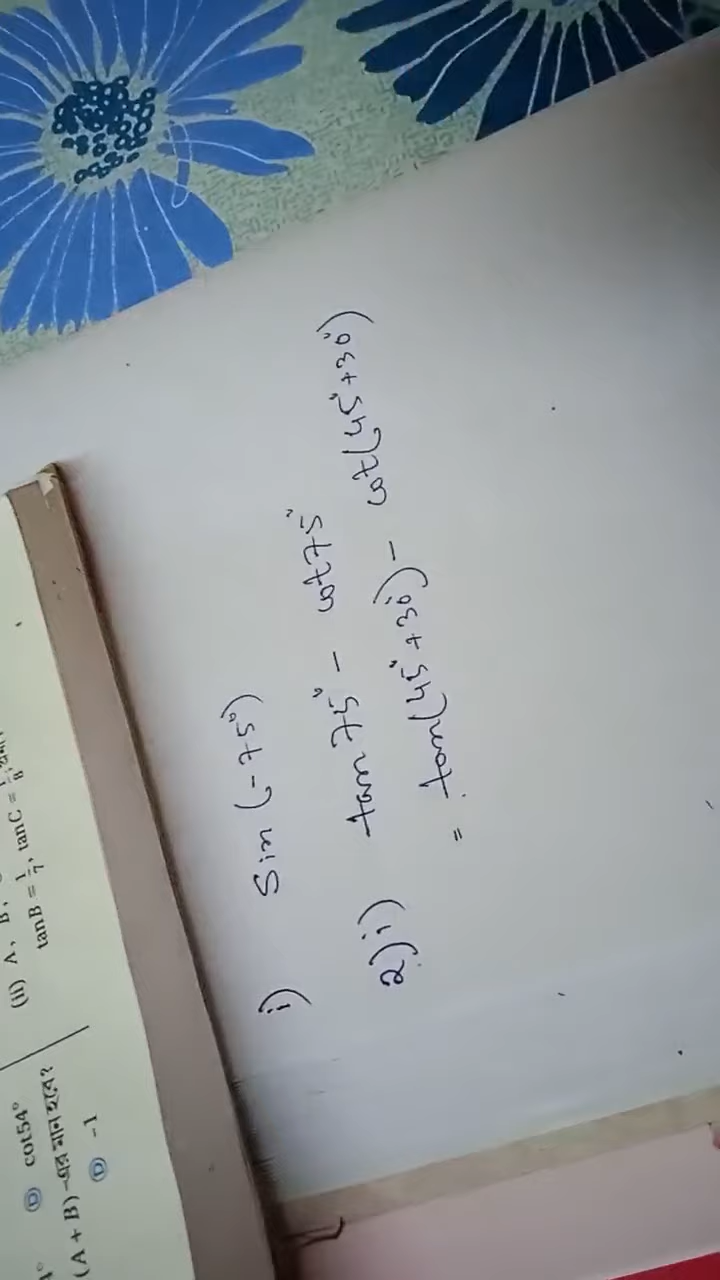 i) Sin (-75°)
2) i) tan 75° - cot 75°
= tan(45° + 30°) - cot(45° + 30°)
(ii) A, B,
tanB = 1/7, tanC = 1/8,
D cot54°
(A + B)-এর মান হবে?
D -1